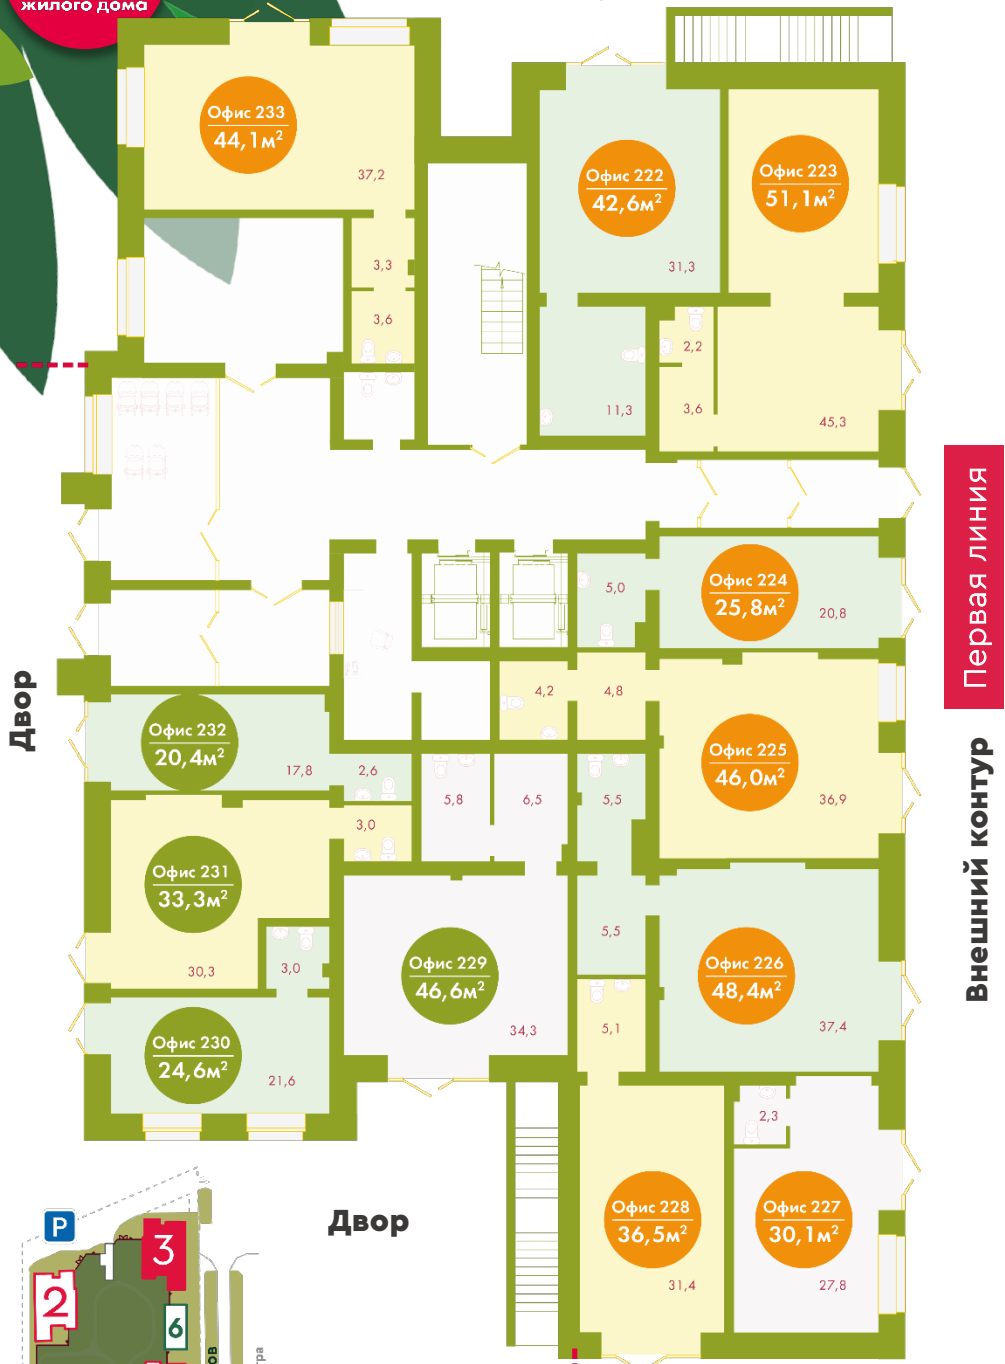 жилого дома
Офис 233
44,1м²
37,2
3,3
3,6
Офис 222
42,6м²
31,3
11,3
Офис 223
51,1м²
2,2
3,6
45,3
Первая линия
Офис 224
25,8м²
5,0
20,8
4,2
4,8
Офис 225
46,0м²
36,9
Двор
Офис 232
20,4м²
17,8
2,6
5,8
6,5
5,5
Внешний контур
3,0
Офис 231
33,3м²
30,3
3,0
Офис 229
46,6м²
34,3
5,5
Офис 226
48,4м²
37,4
5,1
Офис 230
24,6м²
21,6
2,3
Двор
Офис 228
36,5м²
31,4
Офис 227
30,1м²
27,8
P
3
2
6